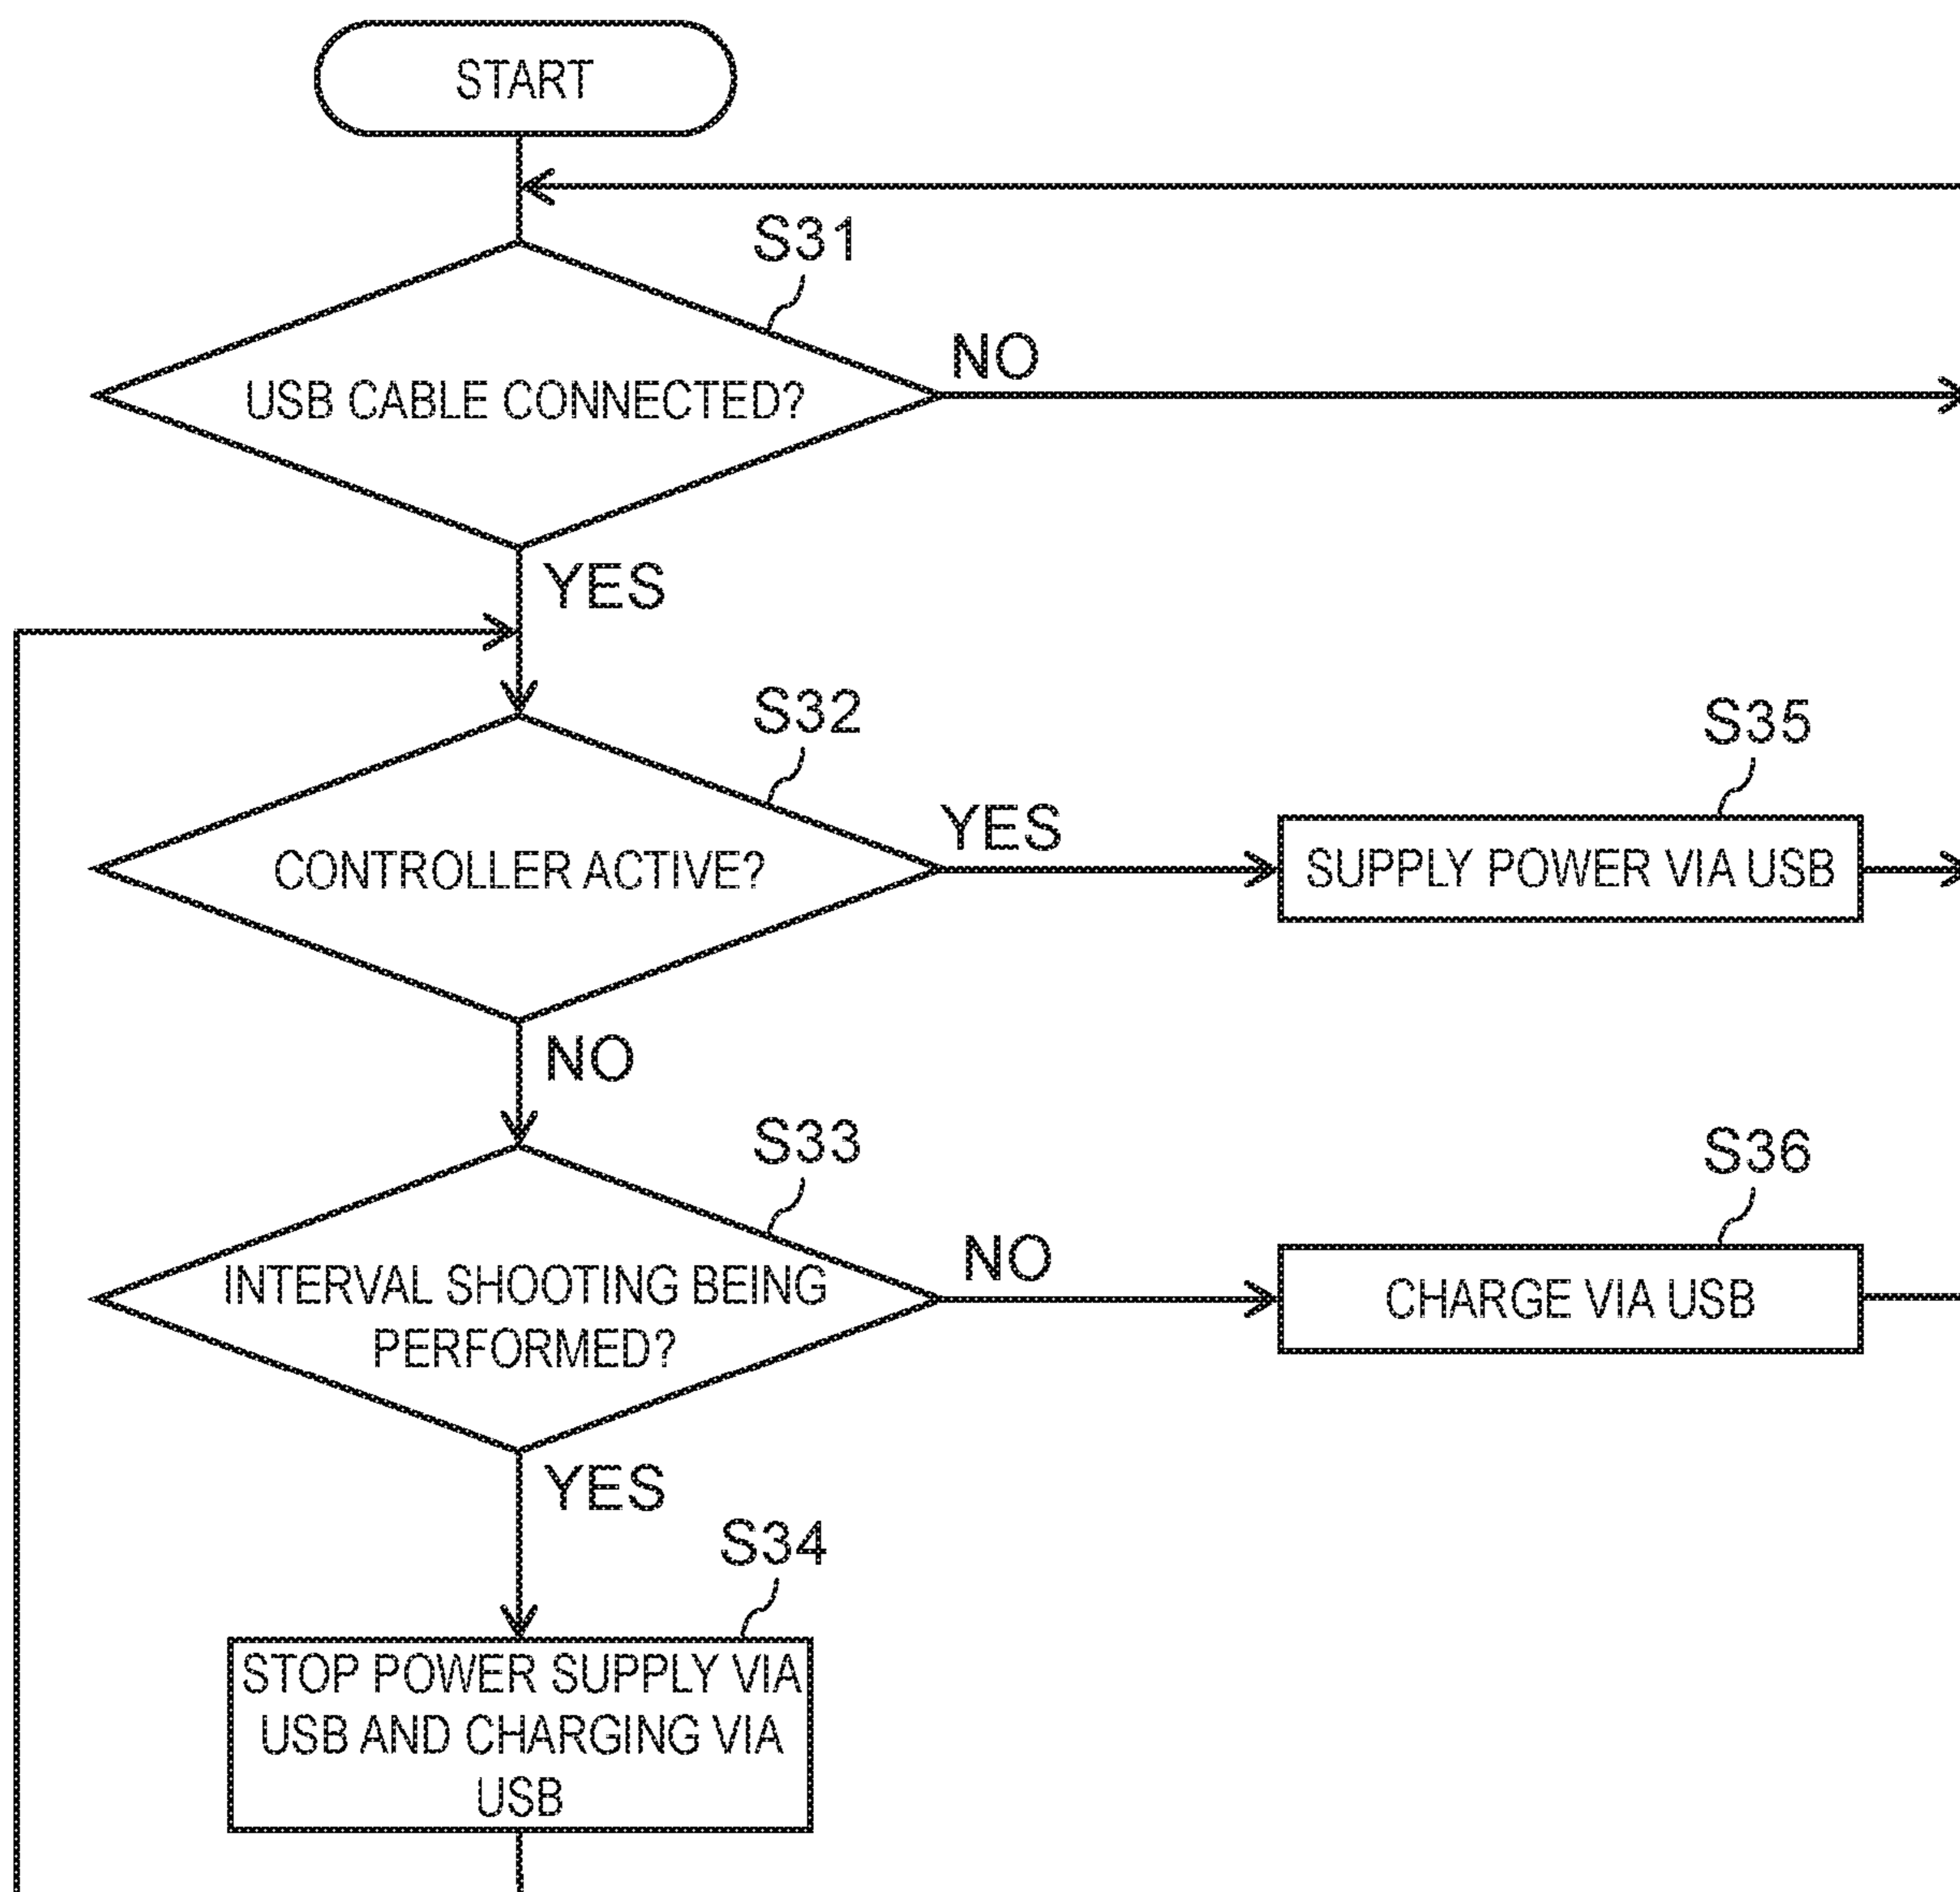 START
S31
USB CABLE CONNECTED?
NO
YES
S32
CONTROLLER ACTIVE?
YES
S35
SUPPLY POWER VIA USB
NO
S33
INTERVAL SHOOTING BEING
PERFORMED?
NO
S36
CHARGE VIA USB
YES
S34
STOP POWER SUPPLY VIA
USB AND CHARGING VIA
USB